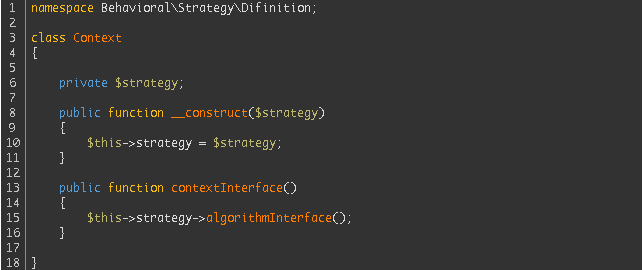 1 namespace Behavioral\Strategy\Difinition;
2
3 class Context
4 {
5
6     private $strategy;
7
8     public function __construct($strategy)
9     {
10         $this->strategy = $strategy;
11     }
12
13     public function contextInterface()
14     {
15         $this->strategy->algorithmInterface();
16     }
17
18 }